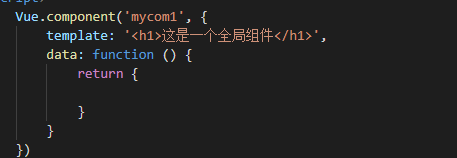 Vue.component('mycom1', {
template: '<h1>这是一个全局组件</h1>',
data: function () {
return {
}
}
})